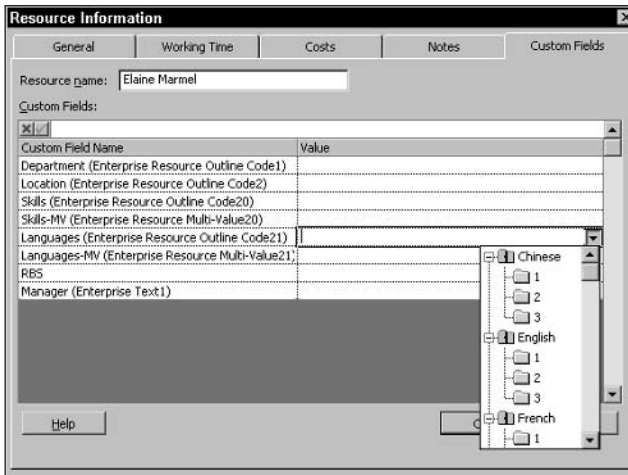 Resource Information
General Working Time Costs Notes Custom Fields
Resource name: Elaine Marmel
Custom Fields:
Custom Field Name Value
Department (Enterprise Resource Outline Code1)
Location (Enterprise Resource Outline Code2)
Skills (Enterprise Resource Outline Code20)
Skills-MV (Enterprise Resource Multi-Value20)
Languages (Enterprise Resource Outline Code21)
Languages-MV (Enterprise Resource Multi-Value21)
RBS
Manager (Enterprise Text1)
Chinese
1
2
3
English
1
2
3
French
1
Help